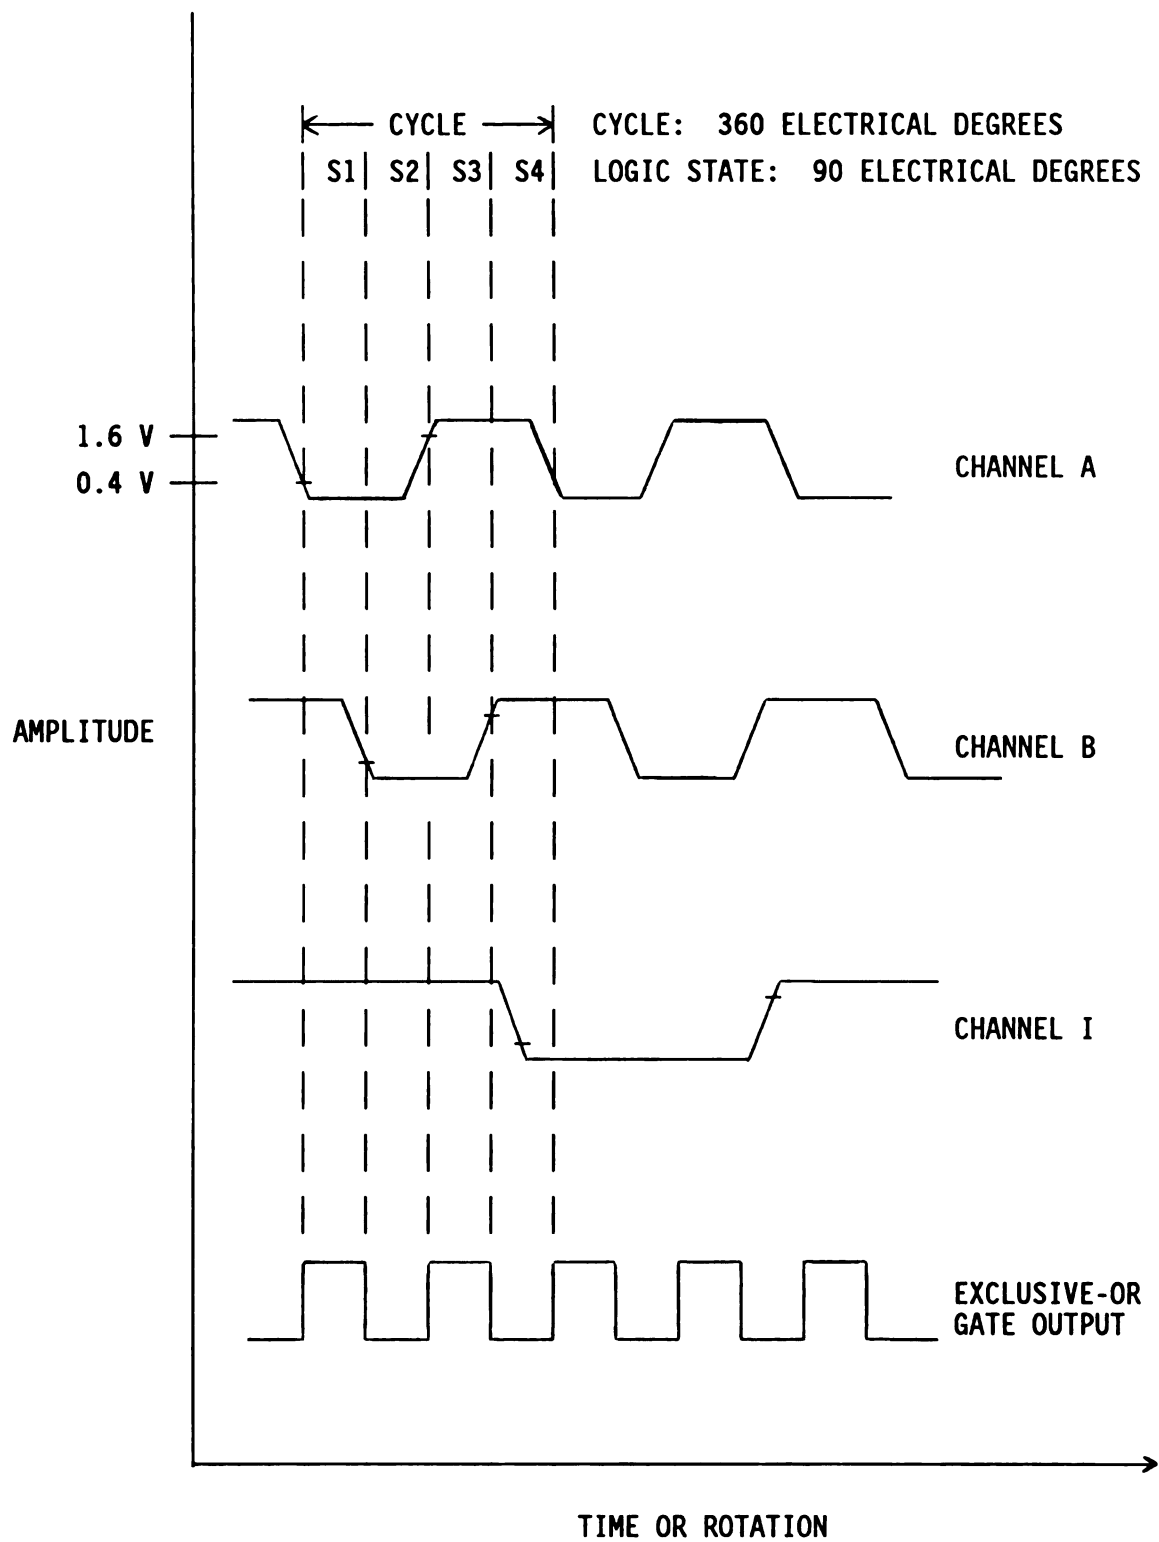 CYCLE
CYCLE: 360 ELECTRICAL DEGREES
S1 S2 S3 S4
LOGIC STATE: 90 ELECTRICAL DEGREES
1.6 V
0.4 V
CHANNEL A
AMPLITUDE
CHANNEL B
CHANNEL I
EXCLUSIVE-OR
GATE OUTPUT
TIME OR ROTATION